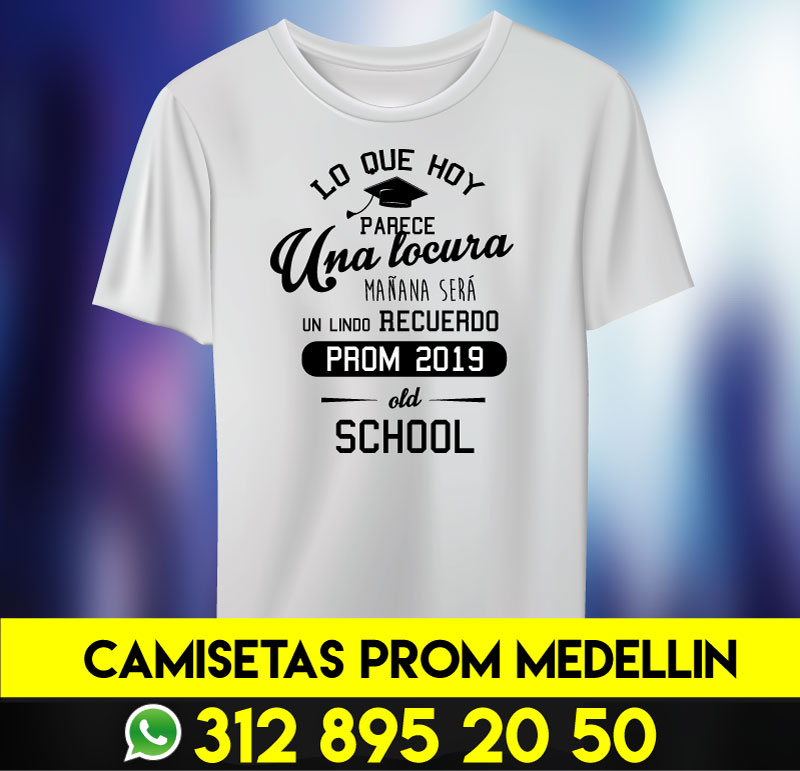 LO QUE HOY
PARECE
Una locura
MAÑANA SERÁ
UN LINDO RECUERDO
PROM 2019
old
SCHOOL
CAMISETAS PROM MEDELLIN
312 895 20 50